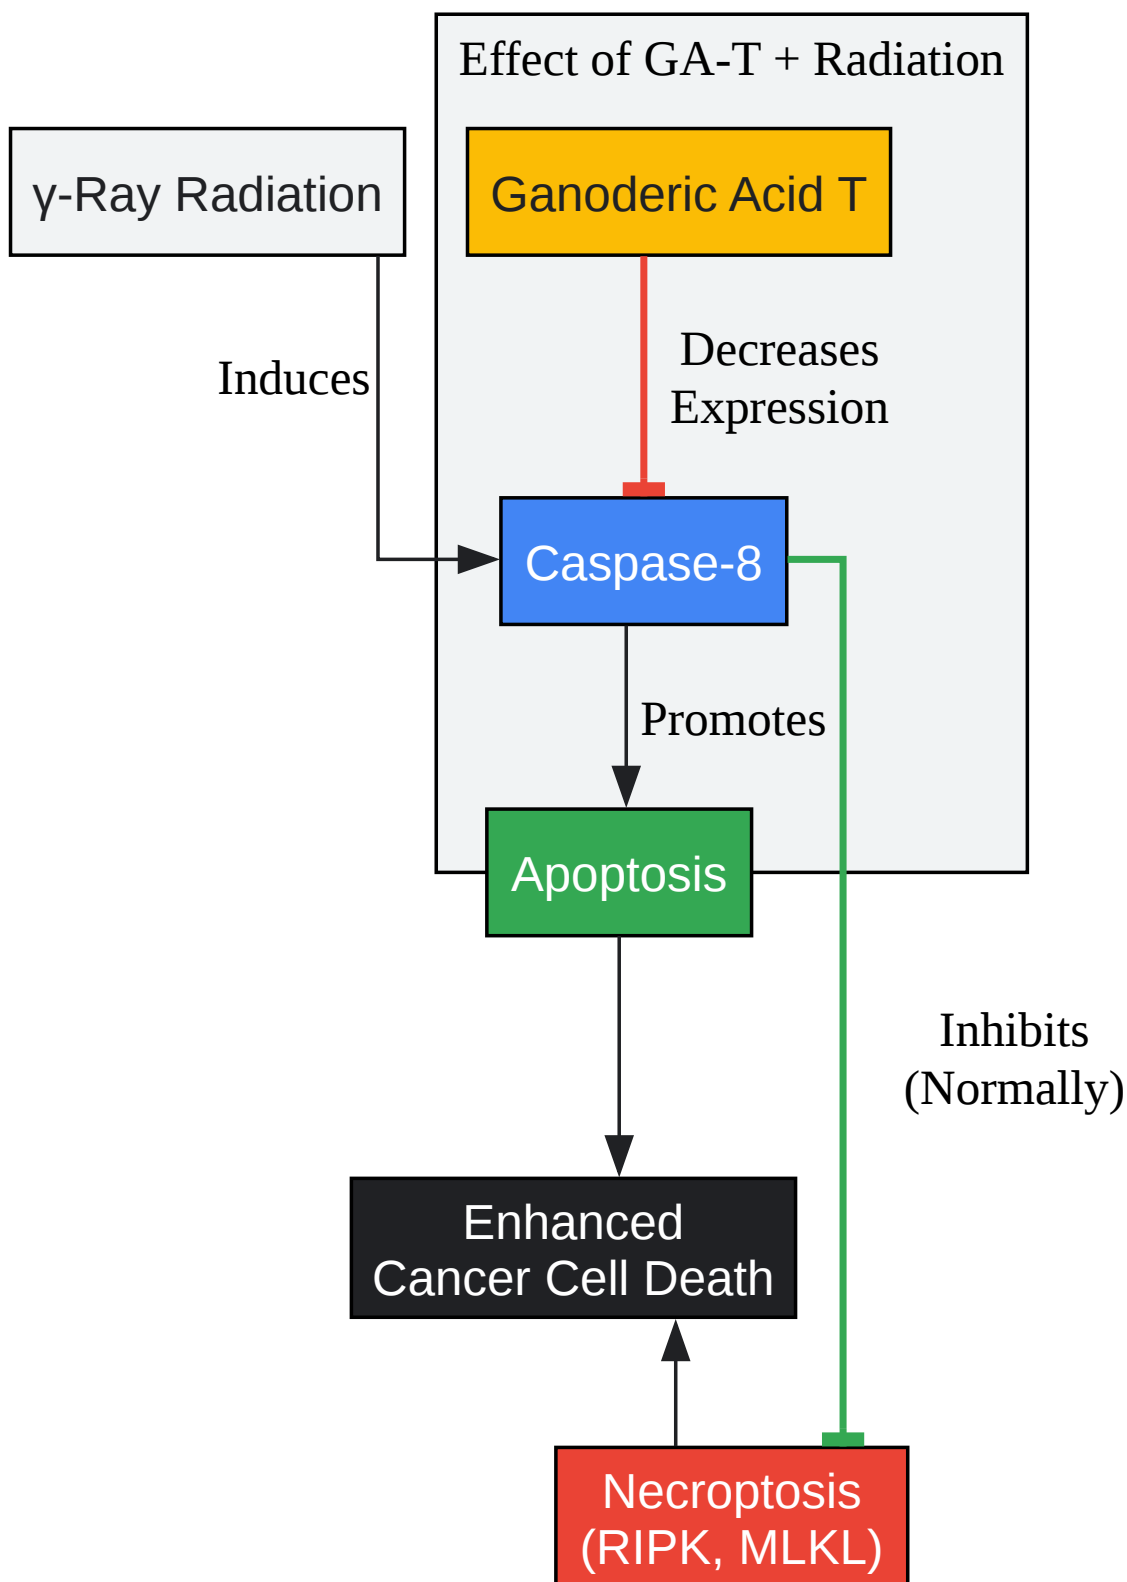 Effect of GA-T + Radiation
γ-Ray Radiation
Ganoderic Acid T
Induces
Decreases
Expression
Caspase-8
Promotes
Apoptosis
Inhibits
(Normally)
Enhanced
Cancer Cell Death
Necroptosis
(RIPK, MLKL)